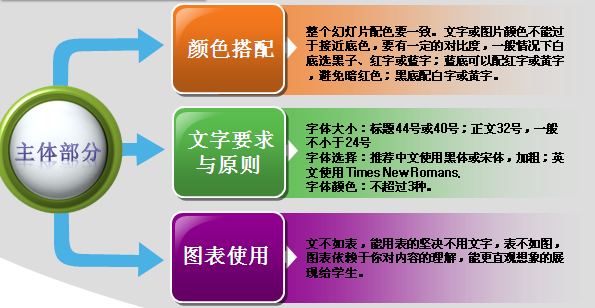 主体部分
颜色搭配
整个幻灯片配色要一致。文字或图片颜色不能过
于接近底色，要有一定的对比度，一般情况下白
底选黑子、红字或蓝字；蓝底可以配红字或黄字
，避免暗红色；黑底配白字或黄字。
文字要求
与原则
字体大小：标题44号或40号；正文32号，一般
不小于24号
字体选择：推荐中文使用黑体或宋体，加粗；英
文使用 Times New Romans。
字体颜色：不超过3种。
图表使用
文不如表，能用表的坚决不用文字，表不如图，
图表依赖于你对内容的理解，能更直观想象的展
现给学生。